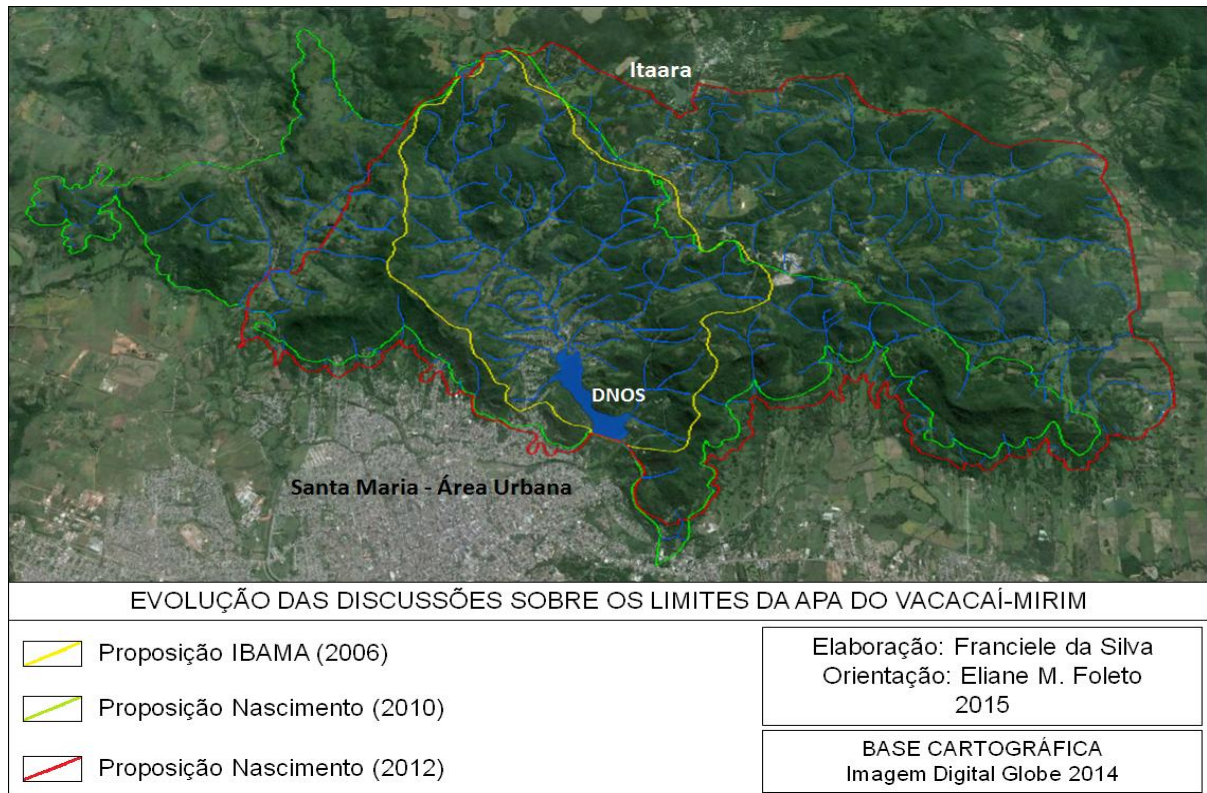 Itaara
DNOS
Santa Maria - Área Urbana
EVOLUÇÃO DAS DISCUSSÕES SOBRE OS LIMITES DA APA DO VACACAÍ-MIRIM
Proposição IBAMA (2006)
Proposição Nascimento (2010)
Proposição Nascimento (2012)
Elaboração: Franciele da Silva
Orientação: Eliane M. Foleto
2015
BASE CARTOGRÁFICA
Imagem Digital Globe 2014